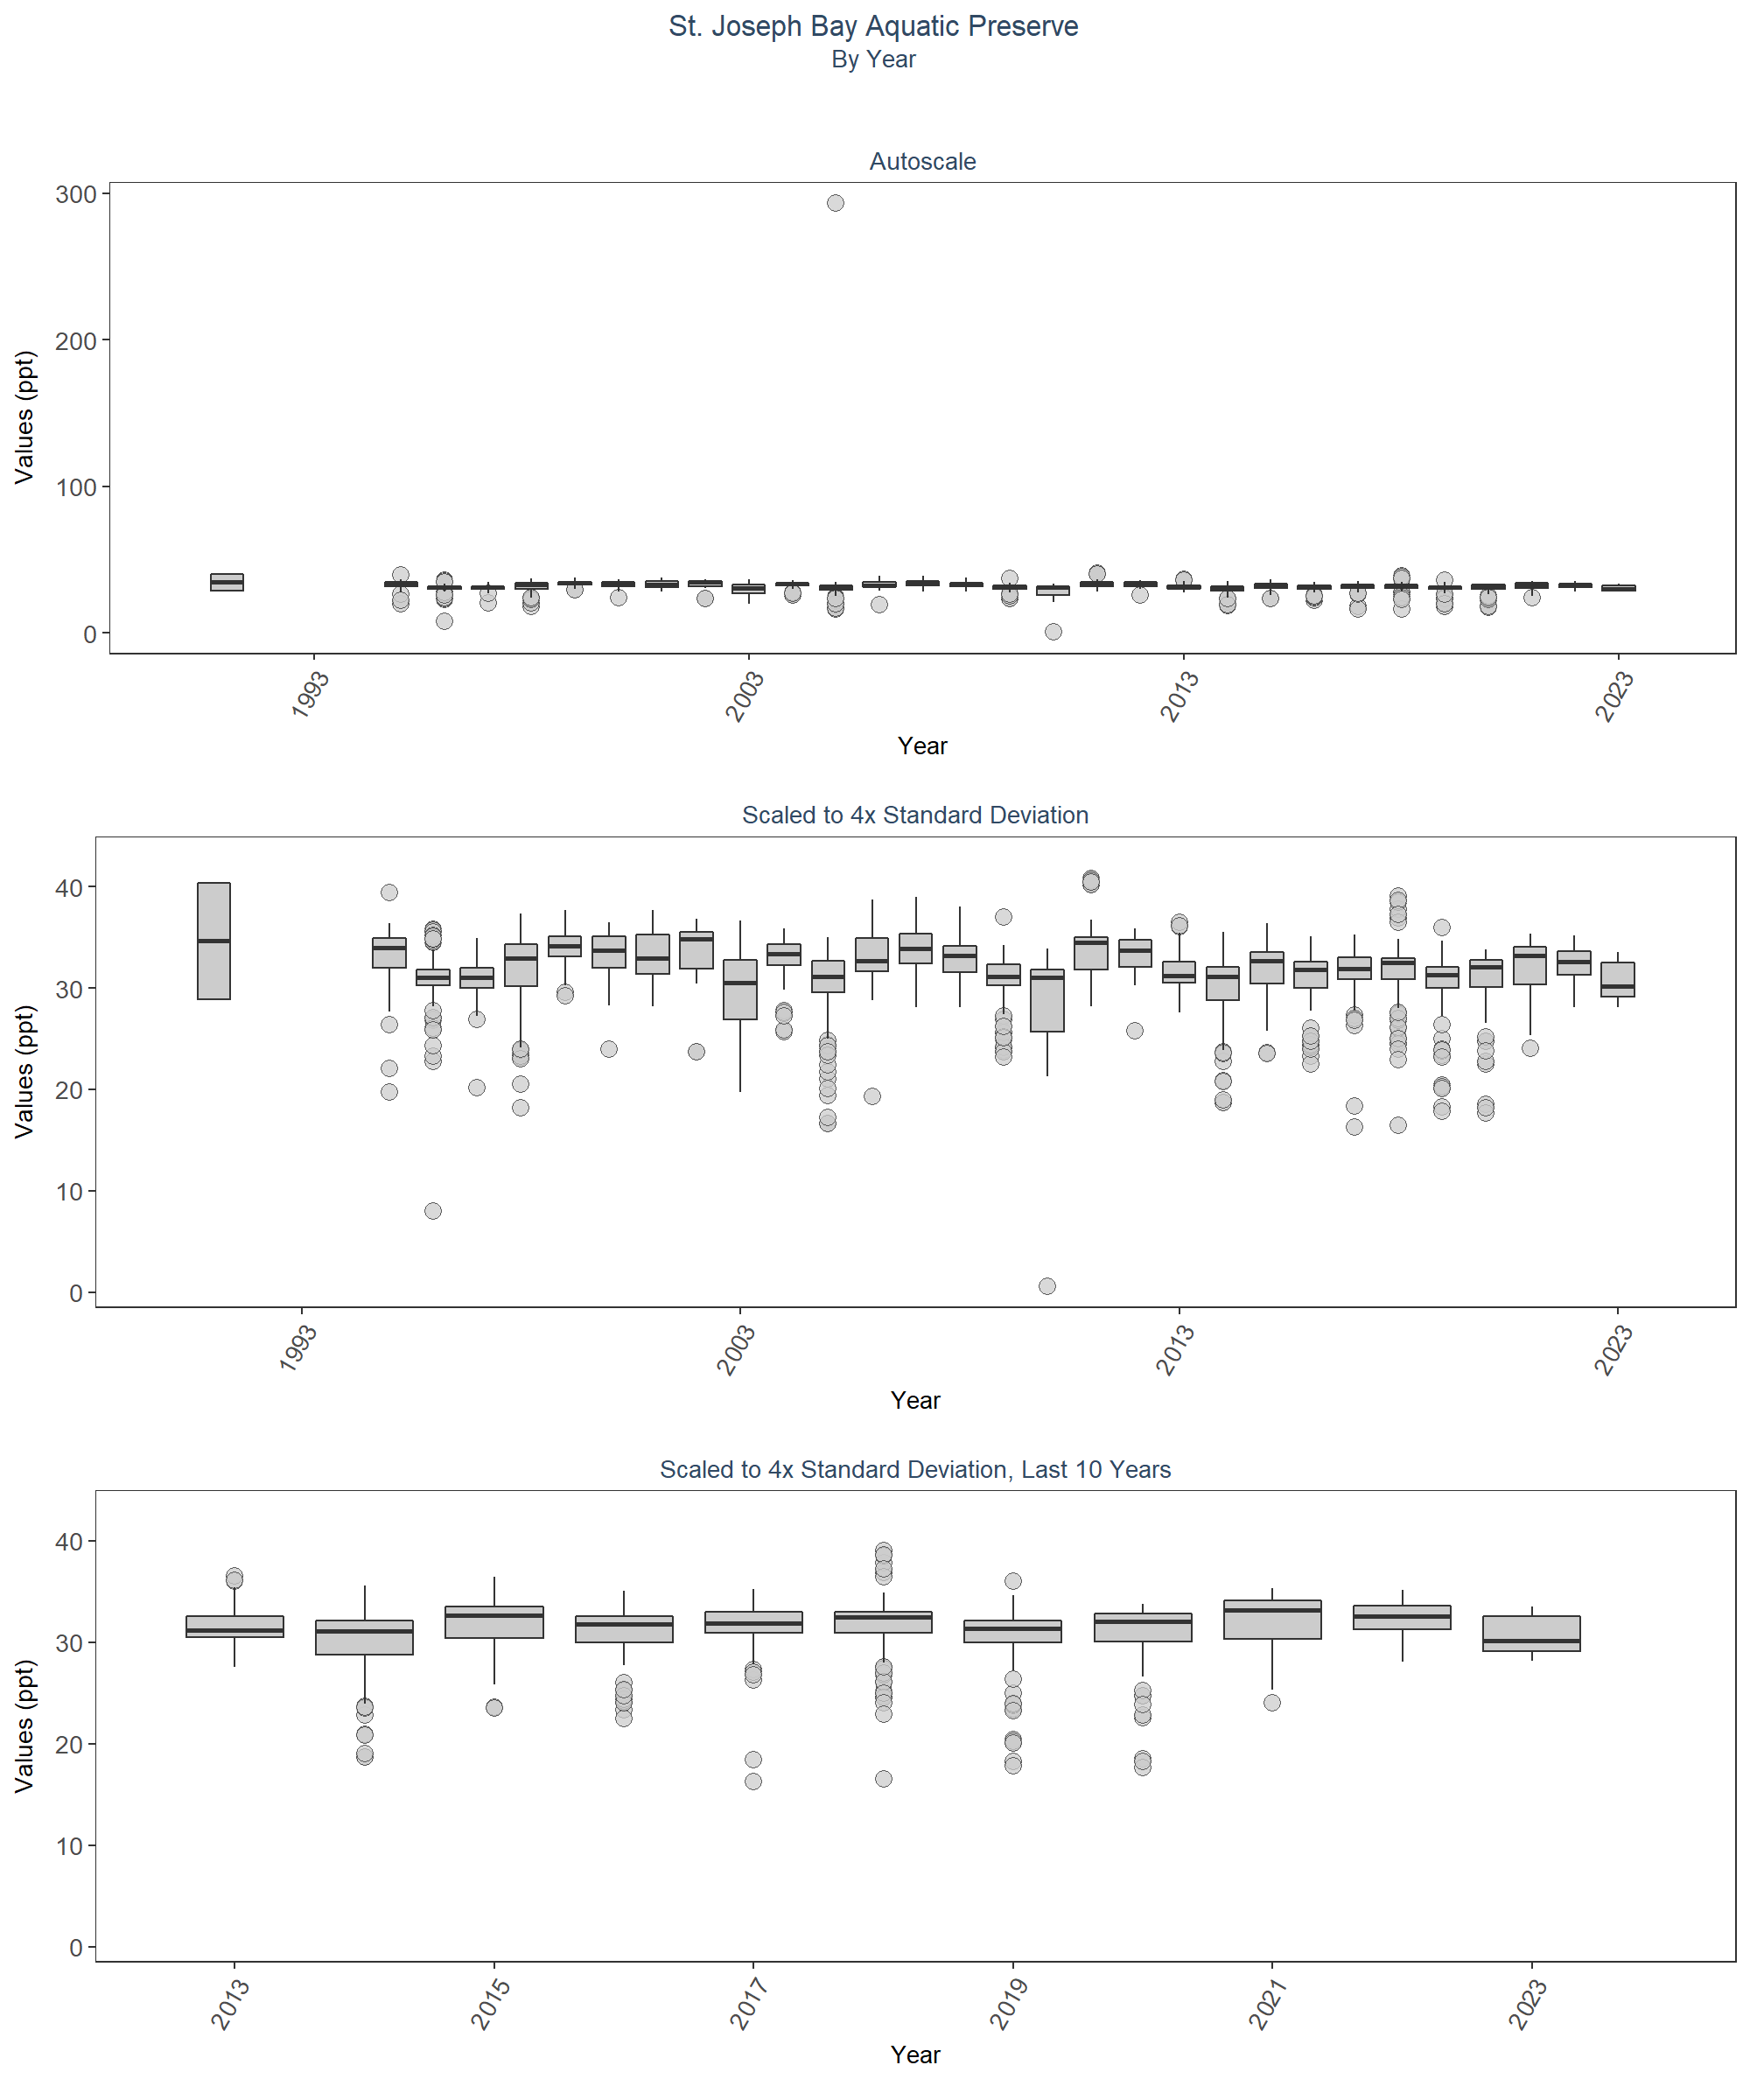 St. Joseph Bay Aquatic Preserve
By Year
Autoscale
Values (ppt)
300
200
100
0
1993
2003
2013
2023
Year
Scaled to 4x Standard Deviation
Values (ppt)
40
30
20
10
0
1993
2003
2013
2023
Year
Scaled to 4x Standard Deviation, Last 10 Years
Values (ppt)
40
30
20
10
0
2013
2015
2017
2019
2021
2023
Year